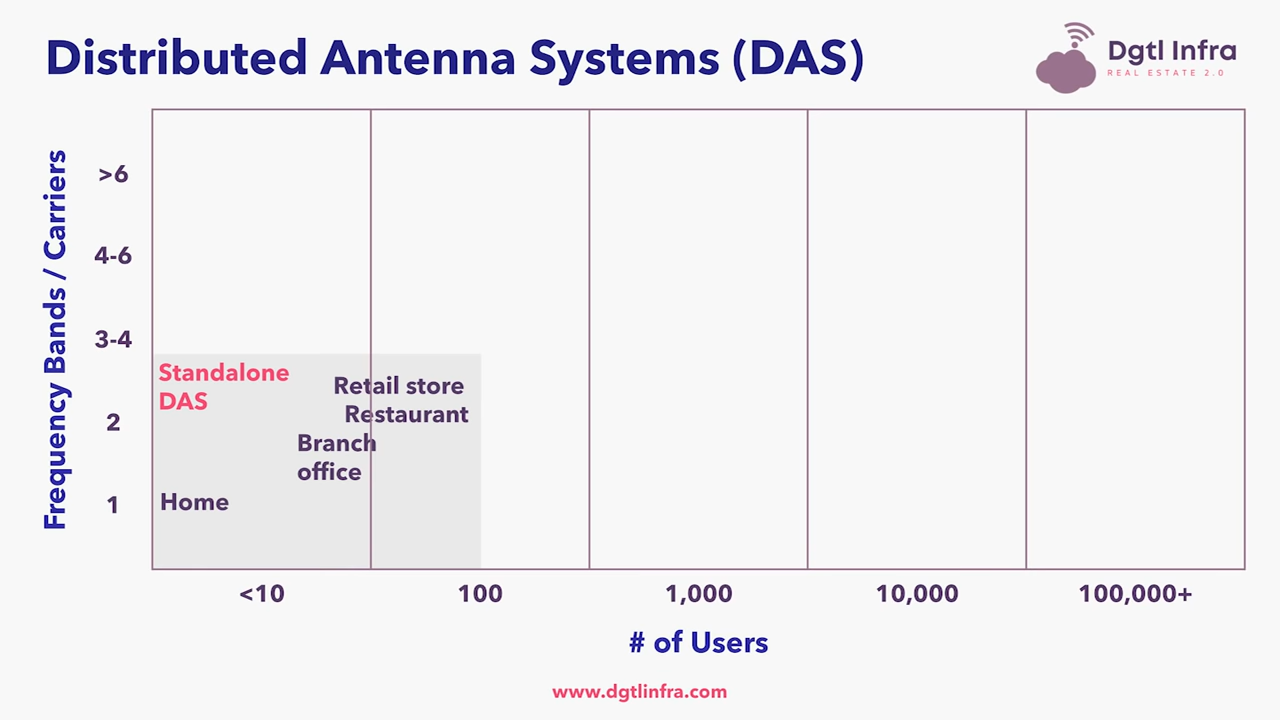 Distributed Antenna Systems (DAS)
Dgtl Infra
REAL ESTATE 2.0
Frequency Bands / Carriers
>6
4-6
3-4
2
1
Standalone
DAS
Retail store
Restaurant
Branch
office
Home
<10
100
1,000
10,000
100,000+
# of Users
www.dgtlinfra.com